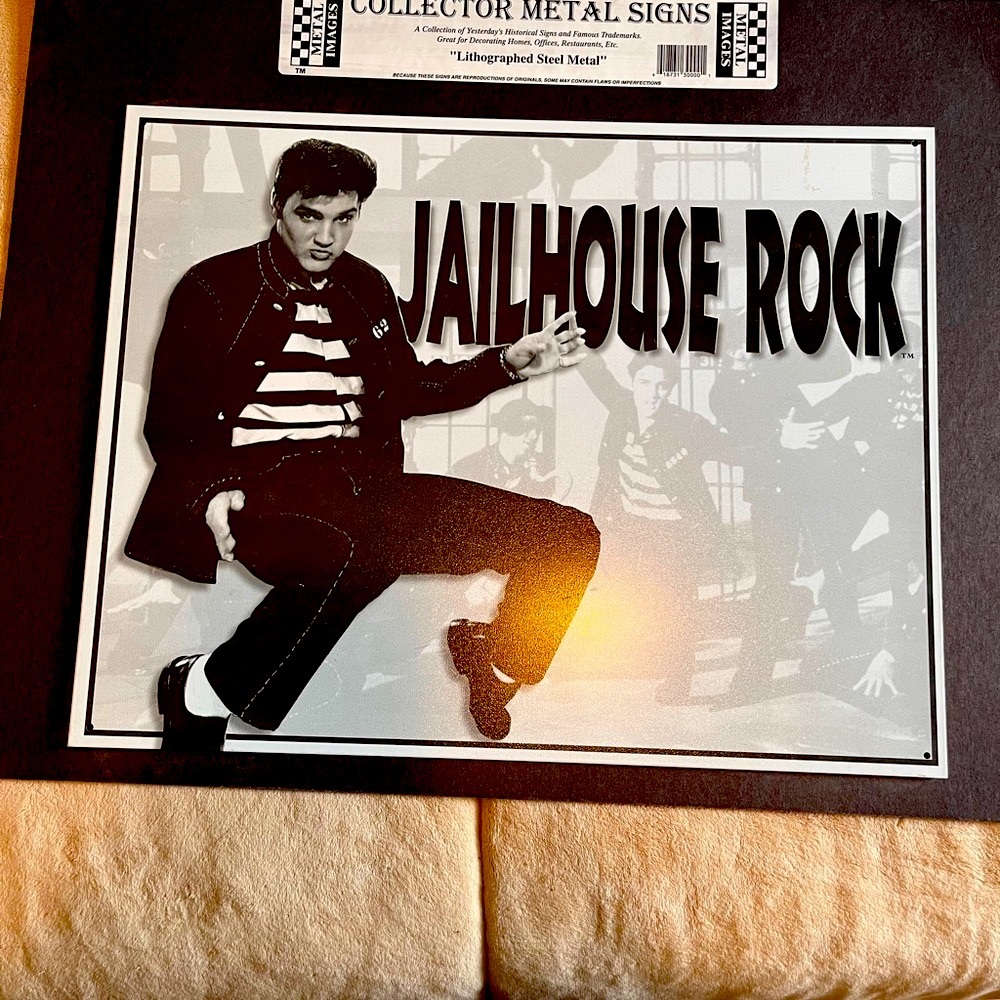 COLLECTOR METAL SIGNS
A Collection of Yesterday's Historical Signs and Famous Trademarks.
Great for Decorating Homes, Offices, Restaurants, Etc.
"Lithographed Steel Metal"
BECAUSE THESE SIGNS ARE REPRODUCTIONS OF ORIGINALS, SOME MAY CONTAIN FLAWS OR IMPERFECTIONS
METAL IMAGES
TM
METAL IMAGES
JAILHOUSE ROCK
TM
62